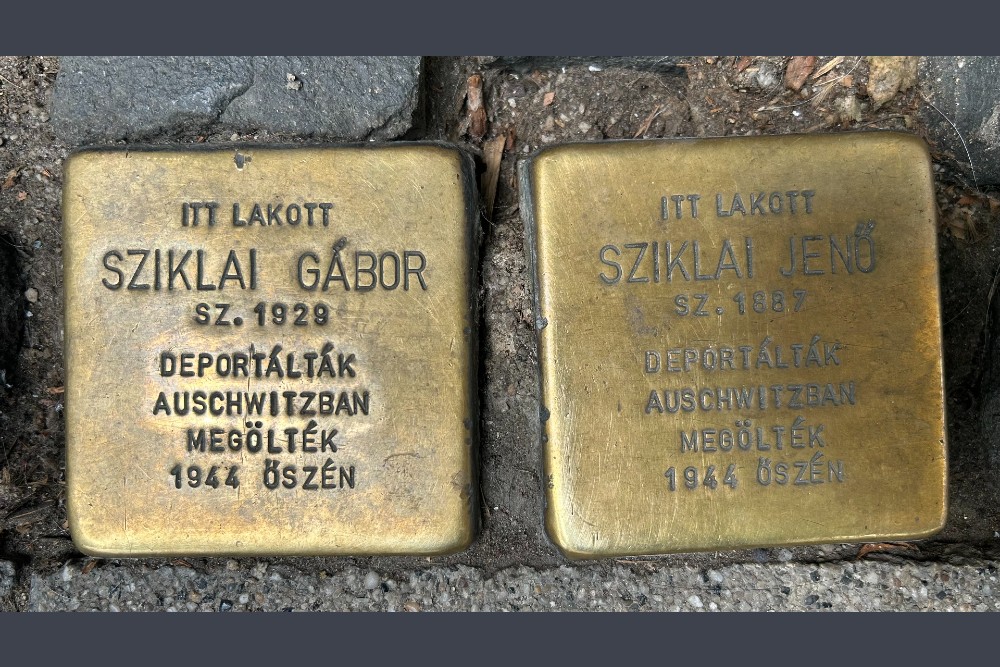 ITT LAKOTT
SZIKLAI GÁBOR
SZ. 1929
DEPORTÁLTÁK
AUSCHWITZBAN
MEGÖLTÉK
1944 ŐSZÉN
ITT LAKOTT
SZIKLAI JENŐ
SZ. 1887
DEPORTÁLTÁK
AUSCHWITZBAN
MEGÖLTÉK
1944 ŐSZÉN